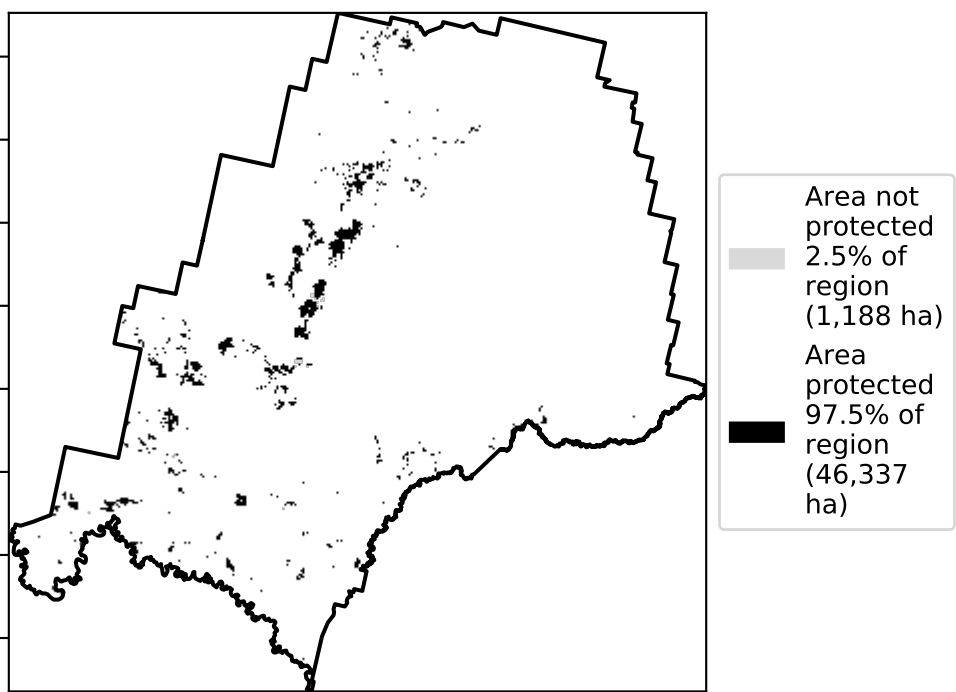 Area not
protected
2.5% of
region
(1,188 ha)
Area
protected
97.5% of
region
(46,337
ha)